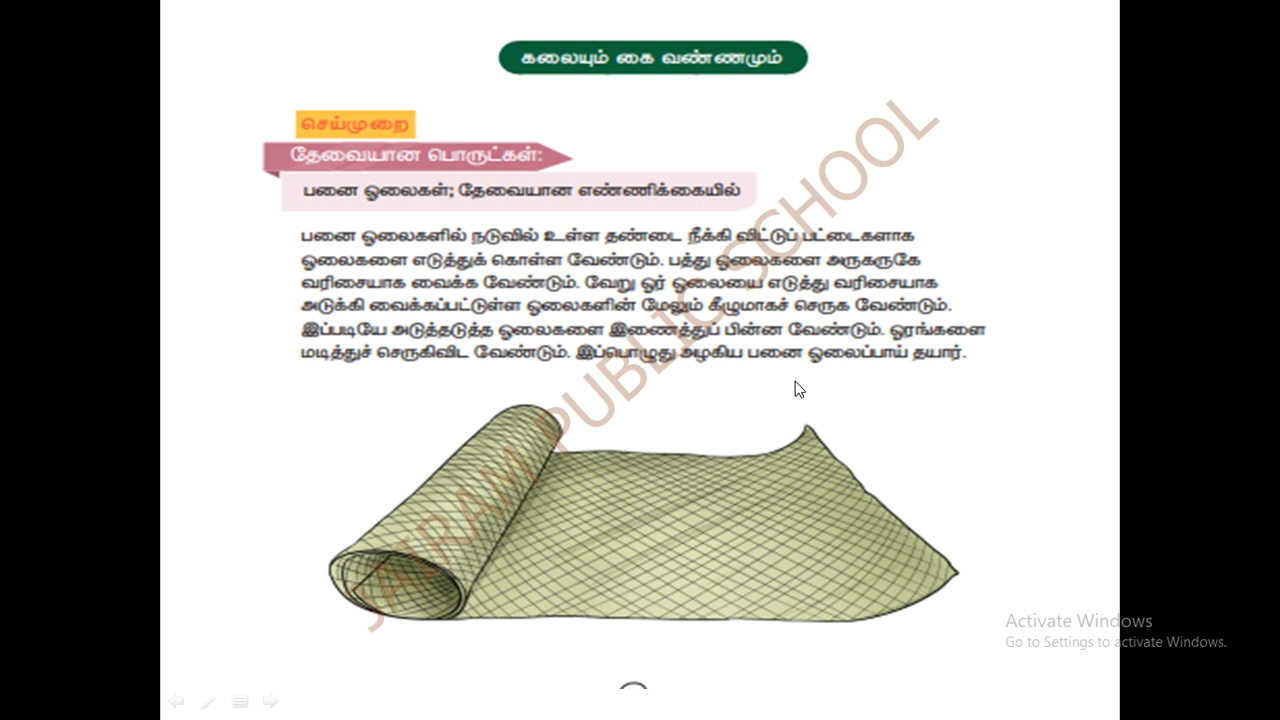 கலையும் கை வண்ணமும்
செய்முறை
தேவையான பொருட்கள்:
பனை ஓலைகள்; தேவையான எண்ணிக்கையில்
பனை ஓலைகளில் நடுவில் உள்ள தண்டை நீக்கி விட்டுப் பட்டைகளாக
ஓலைகளை எடுத்துக் கொள்ள வேண்டும். பத்து ஓலைகளை அருகருகே
வரிசையாக வைக்க வேண்டும். வேறு ஓர் ஓலையை எடுத்து வரிசையாக
அடுக்கி வைக்கப்பட்டுள்ள ஓலைகளின் மேலும் கீழுமாகச் செருக வேண்டும்.
இப்படியே அடுத்தடுத்த ஓலைகளை இணைத்துப் பின்ன வேண்டும். ஓரங்களை
மடித்துச் செருகிவிட வேண்டும். இப்பொழுது அழகிய பனை ஓலைப்பாய் தயார்.
SAIRAM PUBLIC SCHOOL
Activate Windows
Go to Settings to activate Windows.